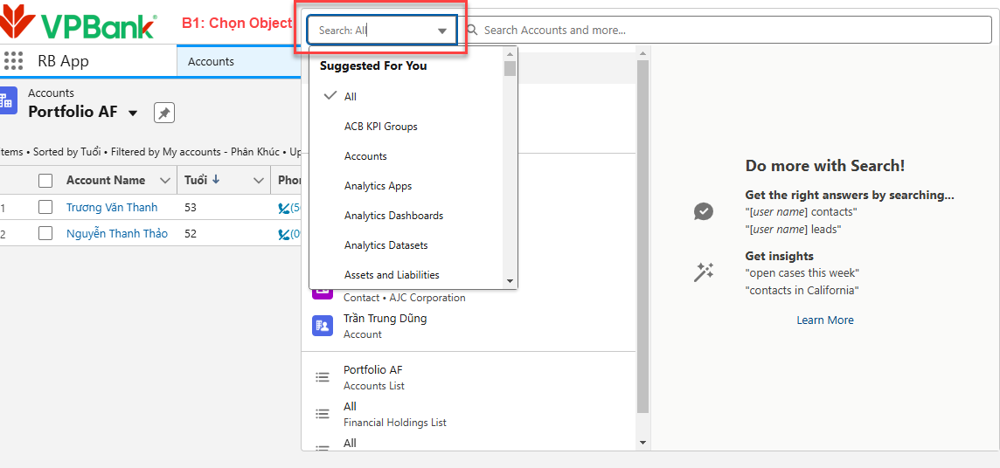 VPBank
B1: Chọn Object
Search: All
Search Accounts and more...
RB App
Accounts
Suggested For You
All
ACB KPI Groups
Accounts
Analytics Apps
Analytics Dashboards
Analytics Datasets
Assets and Liabilities
Accounts
Portfolio AF
items • Sorted by Tuổi • Filtered by My accounts - Phân Khúc • Up
Account Name
Tuổi
Phon
1
Trương Văn Thanh
53
2
Nguyễn Thanh Thảo
52
(09
Contact • AJC Corporation
Trần Trung Dũng
Account
Portfolio AF
Accounts List
All
Financial Holdings List
All
Do more with Search!
Get the right answers by searching...
"[user name] contacts"
"[user name] leads"
Get insights
"open cases this week"
"contacts in California"
Learn More